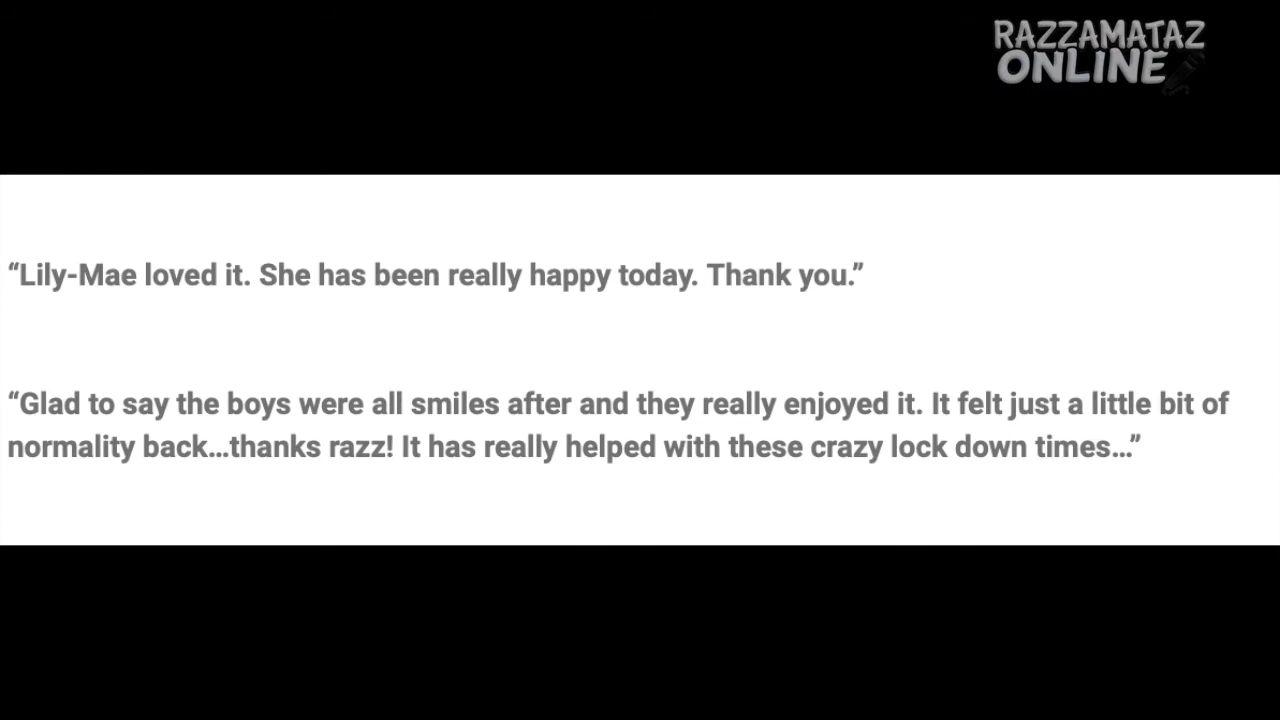 RAZZAMATAZ
ONLINE
“Lily-Mae loved it. She has been really happy today. Thank you.”
“Glad to say the boys were all smiles after and they really enjoyed it. It felt just a little bit of
normality back...thanks razz! It has really helped with these crazy lock down times...”